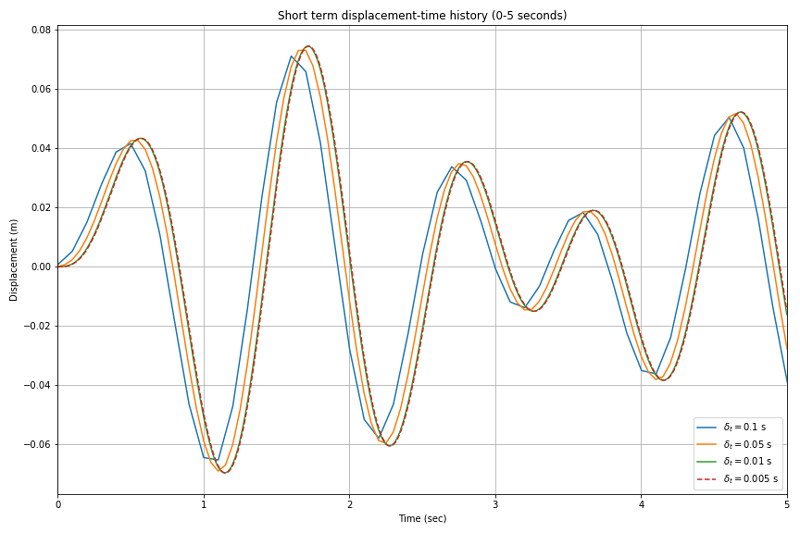 Short term displacement-time history (0-5 seconds)
Displacement (m)
0.08
0.06
0.04
0.02
0.00
−0.02
−0.04
−0.06
0
1
2
3
4
5
Time (sec)
δt = 0.1 s
δt = 0.05 s
δt = 0.01 s
δt = 0.005 s